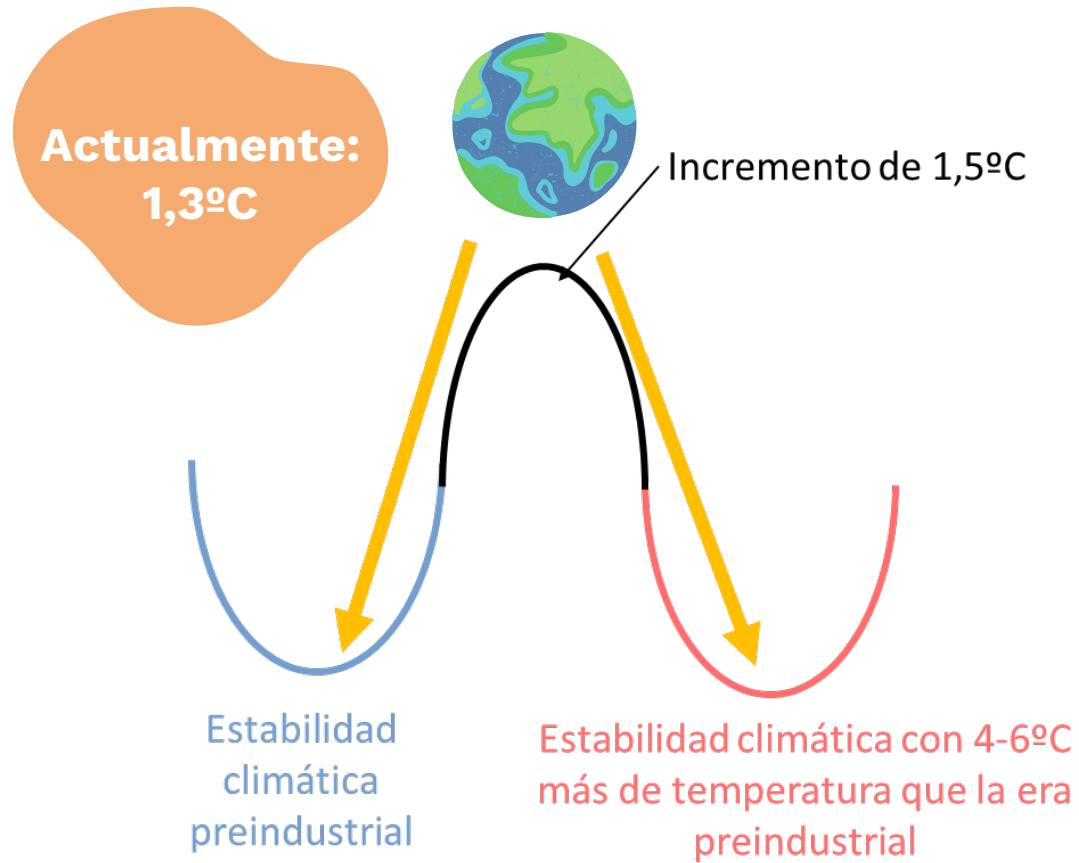 Actualmente:
1,3ºC
Incremento de 1,5ºC
Estabilidad
climática
preindustrial
Estabilidad climática con 4-6ºC
más de temperatura que la era
preindustrial